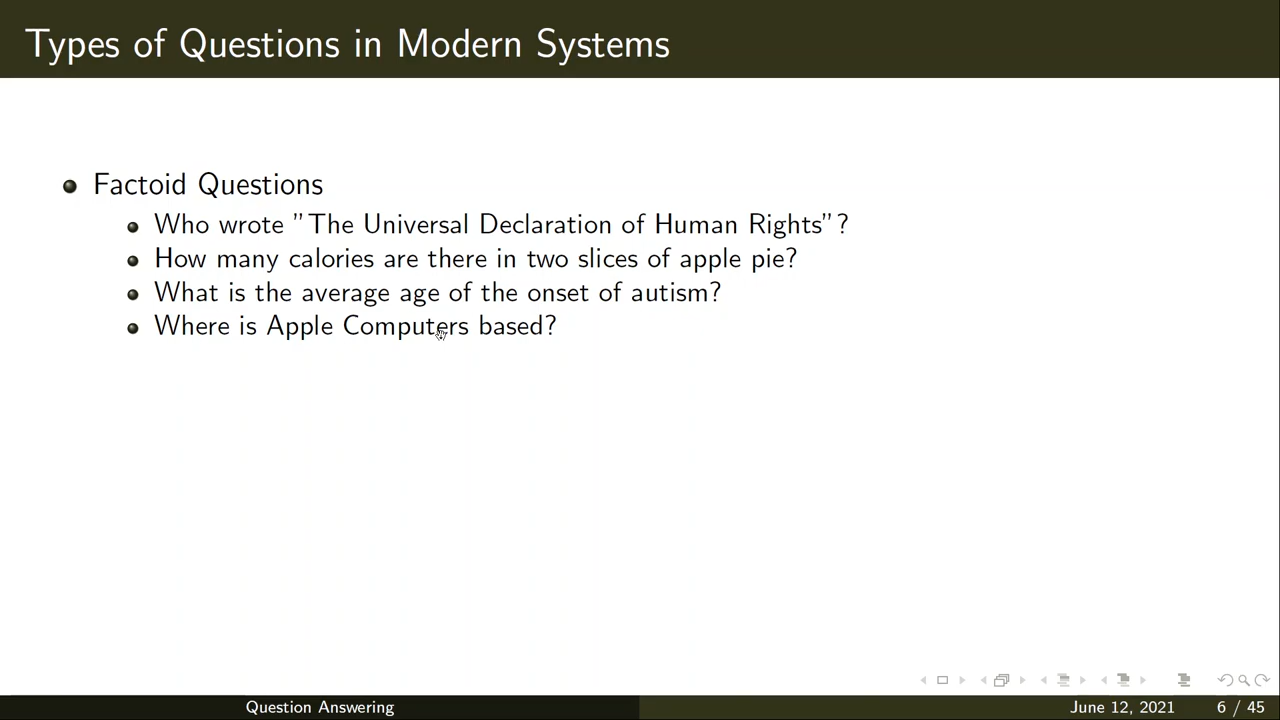 Types of Questions in Modern Systems
Factoid Questions
Who wrote ”The Universal Declaration of Human Rights”?
How many calories are there in two slices of apple pie?
What is the average age of the onset of autism?
Where is Apple Computers based?
Question Answering
June 12, 2021
6 / 45